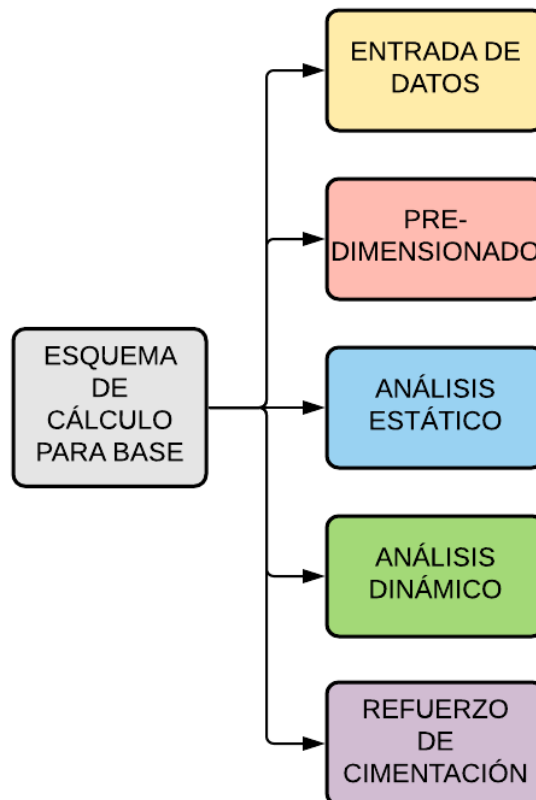 ENTRADA DE
DATOS
PRE-
DIMENSIONADO
ESQUEMA
DE
CÁLCULO
PARA BASE
ANÁLISIS
ESTÁTICO
ANÁLISIS
DINÁMICO
REFUERZO
DE
CIMENTACIÓN